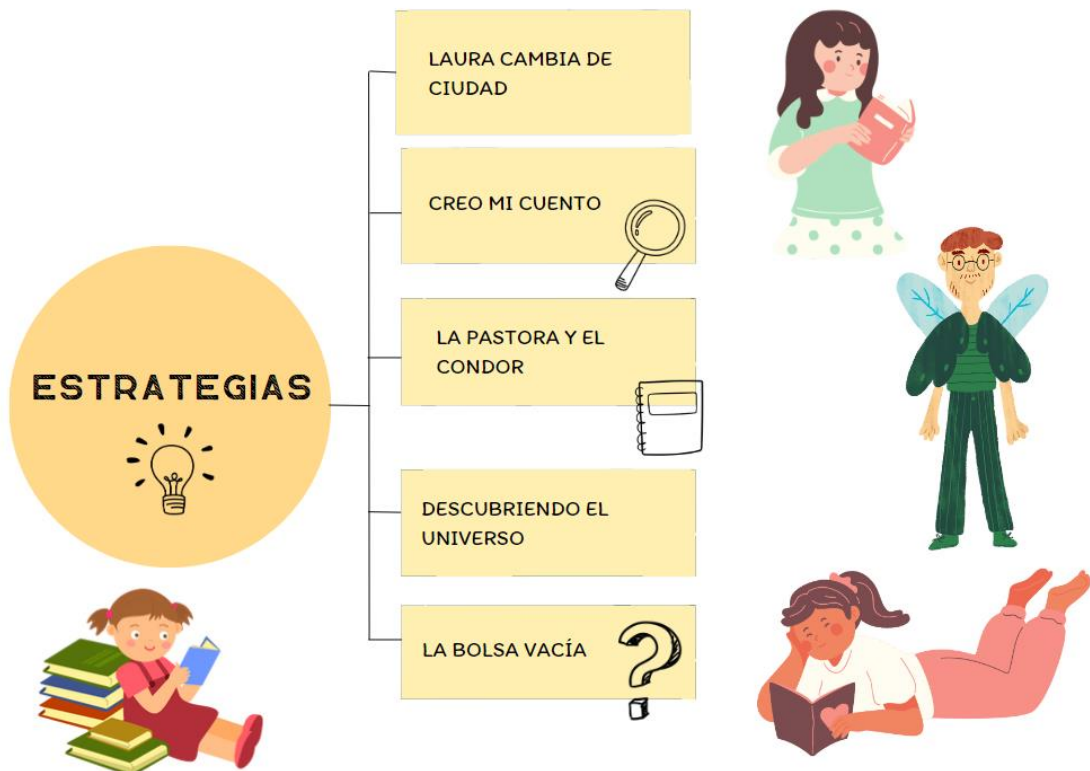 ESTRATEGIAS
LAURA CAMBIA DE
CIUDAD
CREO MI CUENTO
LA PASTORA Y EL
CONDOR
DESCUBRIENDO EL
UNIVERSO
LA BOLSA VACÍA
?